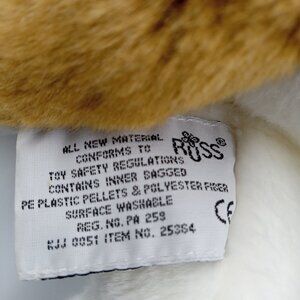 RUSS
ALL NEW MATERIAL
CONFORMS TO
TOY SAFETY REGULATIONS
CONTAINS INNER BAGGED
PE PLASTIC PELLETS & POLYESTER FIBER
SURFACE WASHABLE
REG. NO. PA 259
KJJ 0051 ITEM NO. 25364
CE